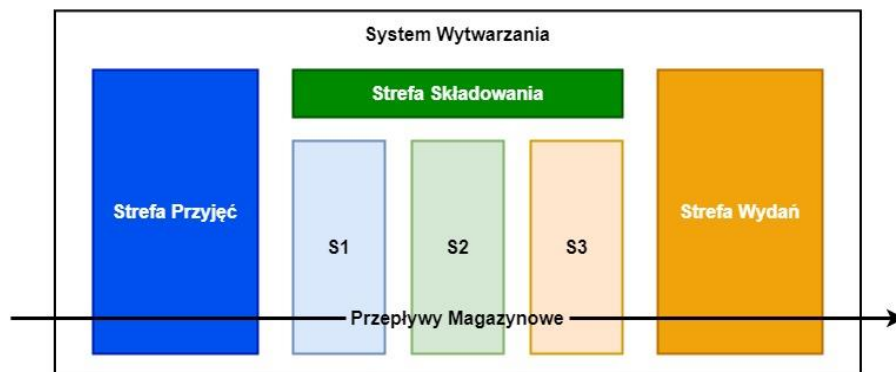 System Wytwarzania
Strefa Składowania
Strefa Przyjęć
S1
S2
S3
Strefa Wydań
Przepływy Magazynowe